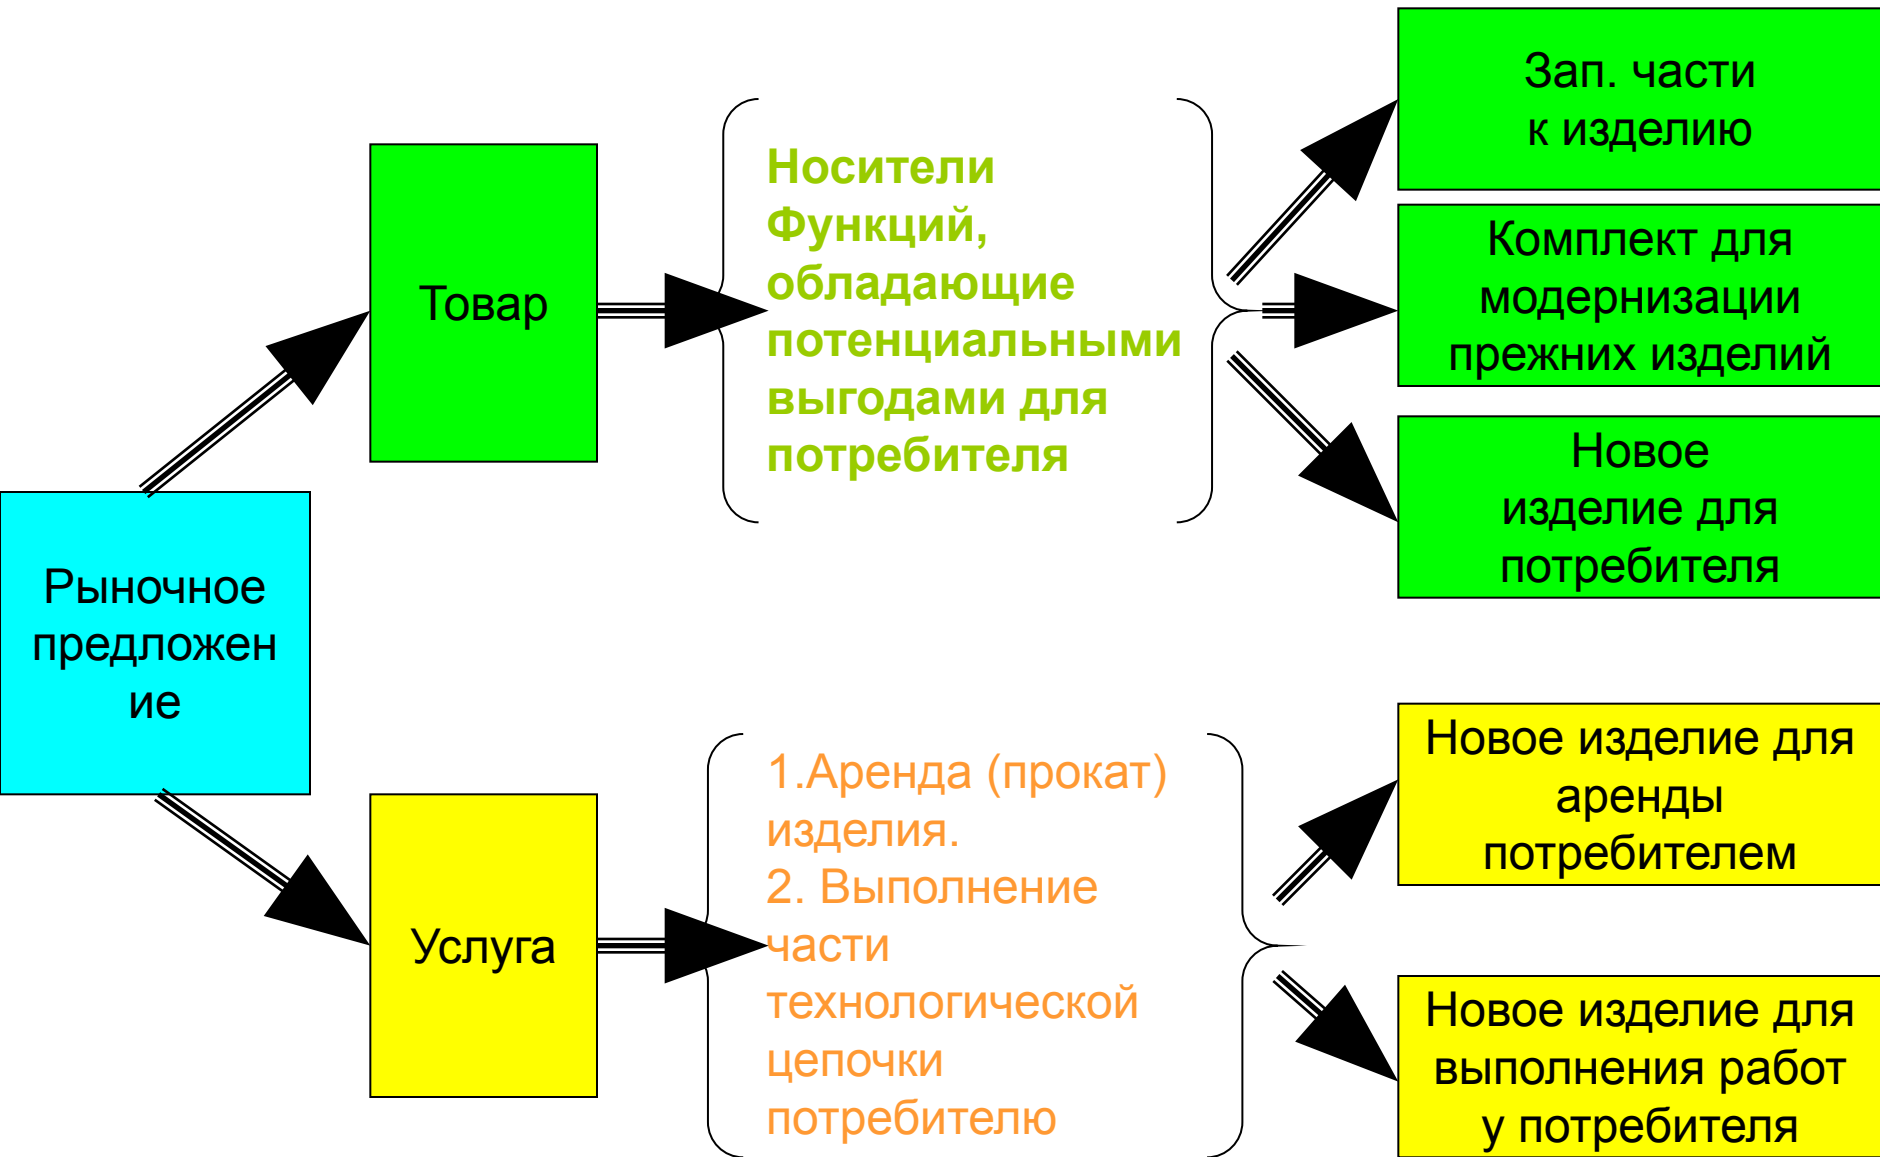 Рыночное
предложен
ие
Товар
Носители
Функций,
обладающие
потенциальными
выгодами для
потребителя
Зап. части
к изделию
Комплект для
модернизации
прежних изделий
Новое
изделие для
потребителя
Услуга
1.Аренда (прокат)
изделия.
2. Выполнение
части
технологической
цепочки
потребителю
Новое изделие для
аренды
потребителем
Новое изделие для
выполнения работ
у потребителя